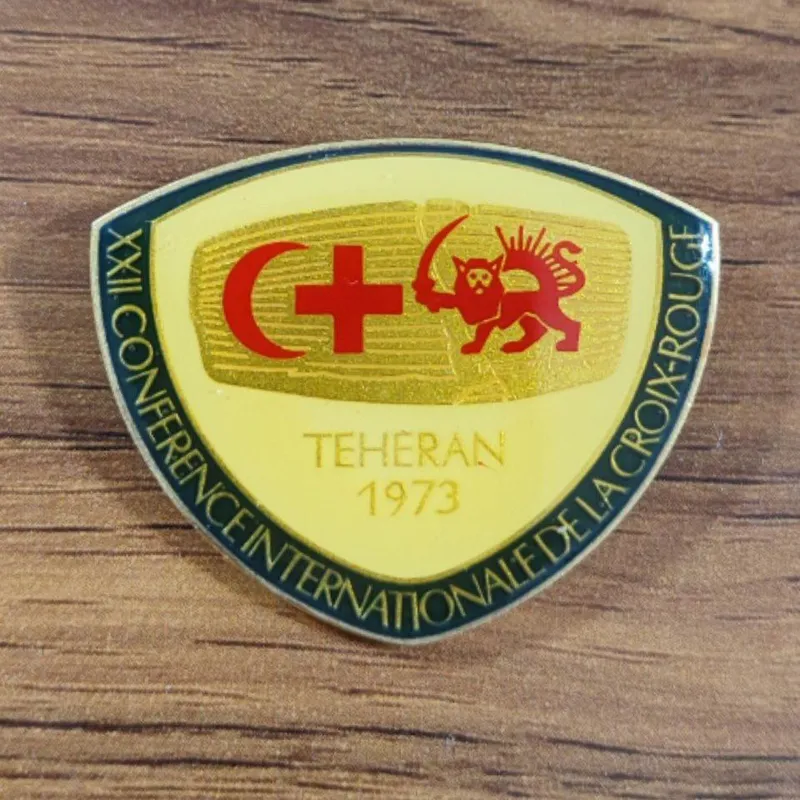 XXII CONFERENCE INTERNATIONALE DE LA CROIX-ROUGE
TEHERAN
1973